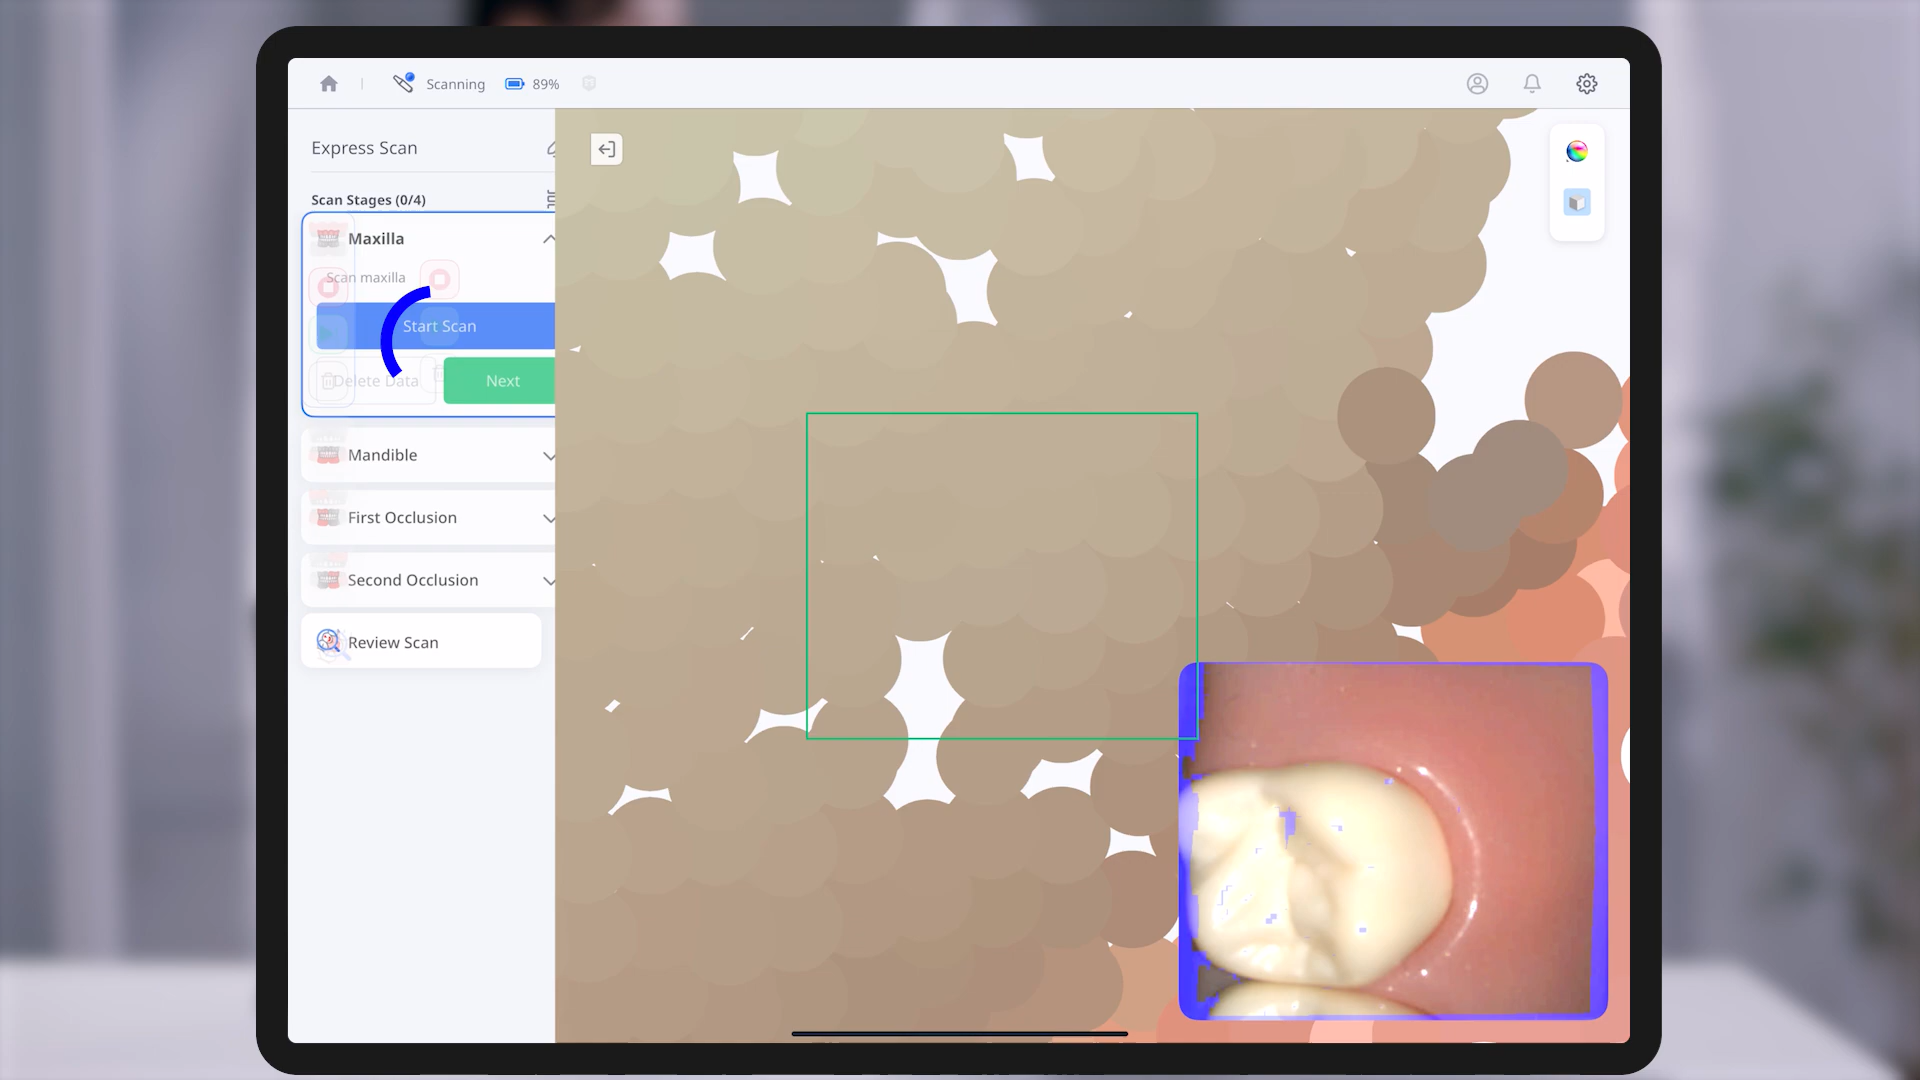 Scanning 89%
Express Scan
Scan Stages (0/4)
Maxilla
Scan maxilla
Start Scan
Delete Data Next
Mandible
First Occlusion
Second Occlusion
Review Scan